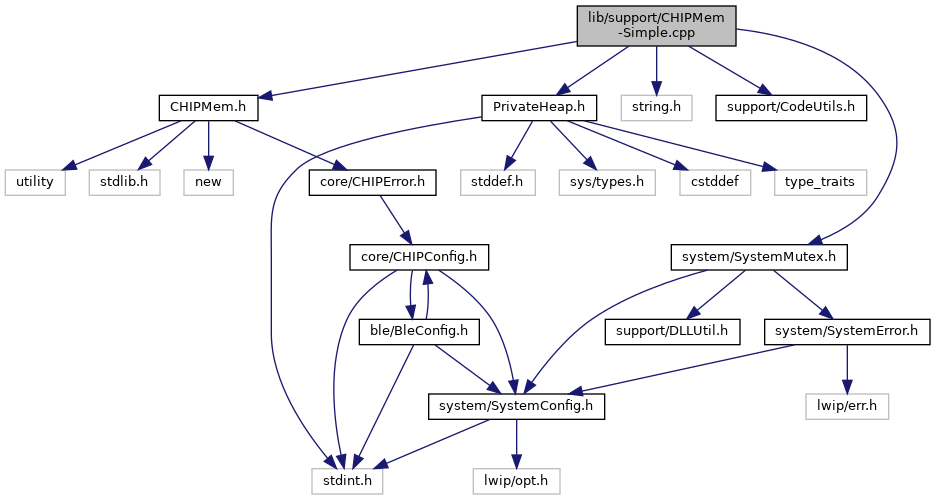 lib/support/CHIPMem
-Simple.cpp
CHIPMem.h
PrivateHeap.h
string.h
support/CodeUtils.h
utility
stdlib.h
new
core/CHIPError.h
stddef.h
sys/types.h
cstddef
type_traits
core/CHIPConfig.h
system/SystemMutex.h
ble/BleConfig.h
support/DLLUtil.h
system/SystemError.h
system/SystemConfig.h
lwip/err.h
stdint.h
lwip/opt.h